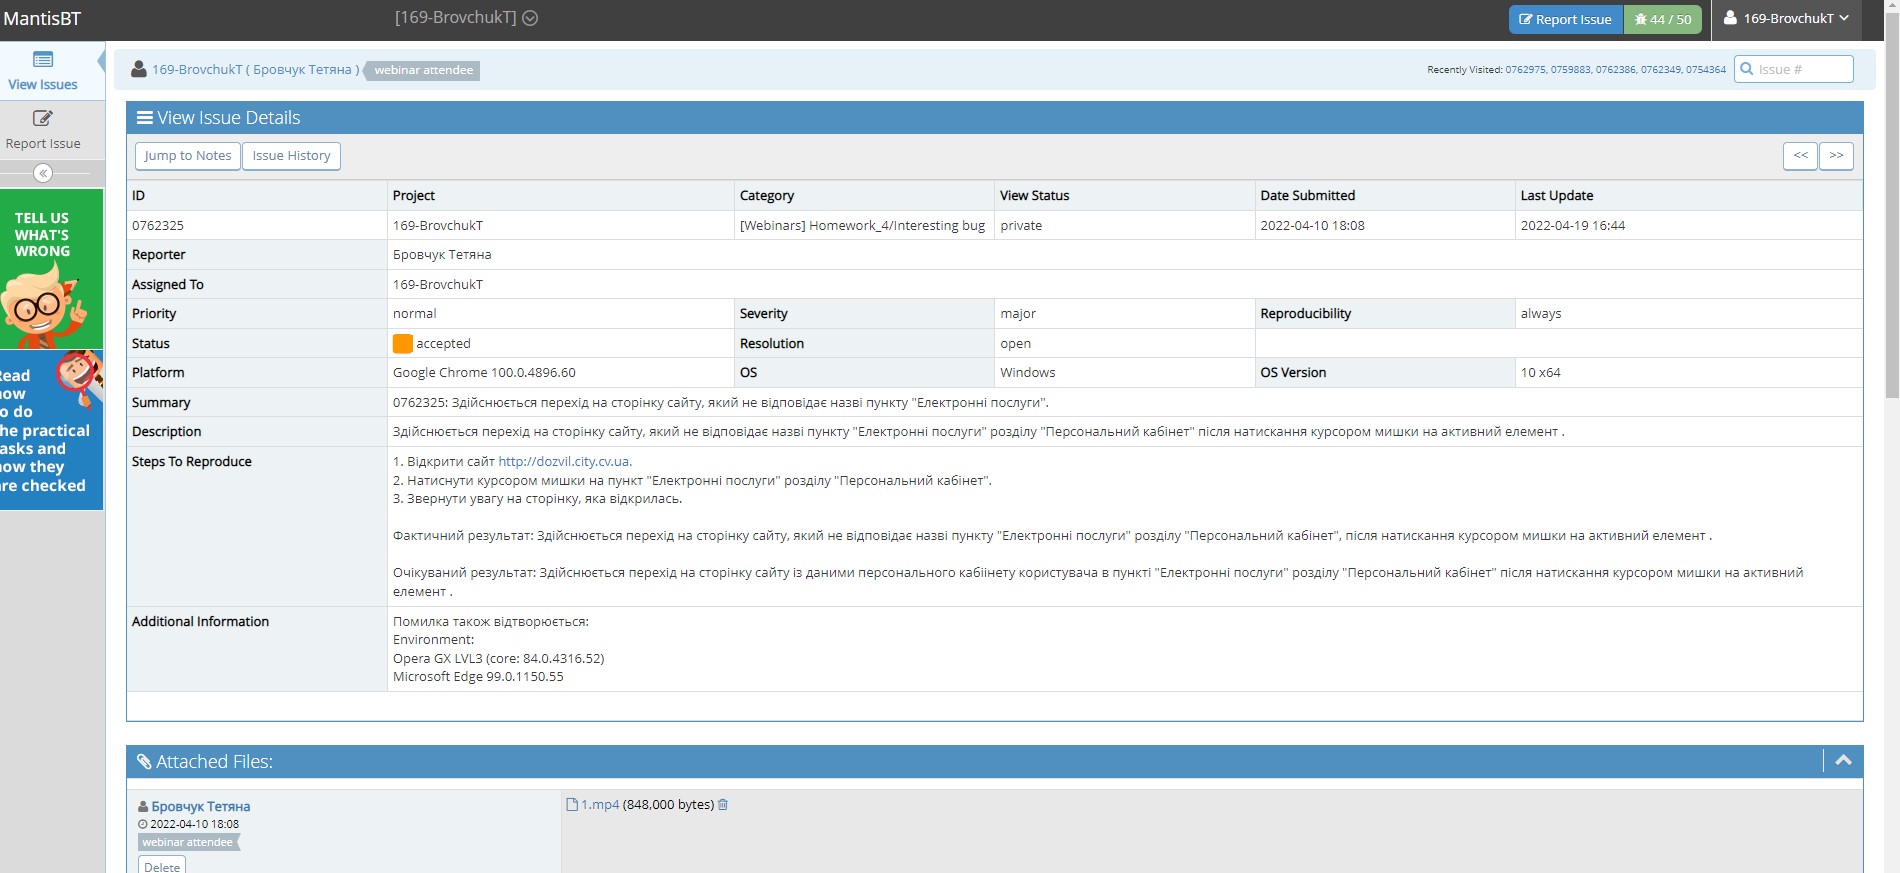 MantisBT
[169-BrovchukT]
Report Issue
44 / 50
169-BrovchukT
View Issues
Report Issue
TELL US
WHAT'S
WRONG
Read
how
to do
the practical
tasks and
how they
are checked
169-BrovchukT ( Бровчук Тетяна )
webinar attendee
Recently Visited: 0762975, 0759883, 0762386, 0762349, 0754364
Issue #
View Issue Details
Jump to Notes
Issue History
<<
>>
ID Project Category View Status Date Submitted Last Update
0762325 169-BrovchukT [Webinars] Homework_4/Interesting bug private 2022-04-10 18:08 2022-04-19 16:44
Reporter Бровчук Тетяна
Assigned To 169-BrovchukT
Priority normal Severity major Reproducibility always
Status accepted Resolution open
Platform Google Chrome 100.0.4896.60 OS Windows OS Version 10 x64
Summary 0762325: Здійснюється перехід на сторінку сайту, який не відповідає назві пункту "Електронні послуги".
Description Здійснюється перехід на сторінку сайту, який не відповідає назві пункту "Електронні послуги" розділу "Персональний кабінет" після натискання курсором мишки на активний елемент .
Steps To Reproduce 1. Відкрити сайт http://dozvil.city.cv.ua.
2. Натиснути курсором мишки на пункт "Електронні послуги" розділу "Персональний кабінет".
3. Звернути увагу на сторінку, яка відкрилась.
Фактичний результат: Здійснюється перехід на сторінку сайту, який не відповідає назві пункту "Електронні послуги" розділу "Персональний кабінет", після натискання курсором мишки на активний елемент .
Очікуваний результат: Здійснюється перехід на сторінку сайту із даними персонального кабіінету користувача в пункті "Електронні послуги" розділу "Персональний кабінет" після натискання курсором мишки на активний
елемент .
Additional Information Помилка також відтворюється:
Environment:
Opera GX LVL3 (core: 84.0.4316.52)
Microsoft Edge 99.0.1150.55
Attached Files:
Бровчук Тетяна
2022-04-10 18:08
webinar attendee
Delete
1.mp4 (848,000 bytes)